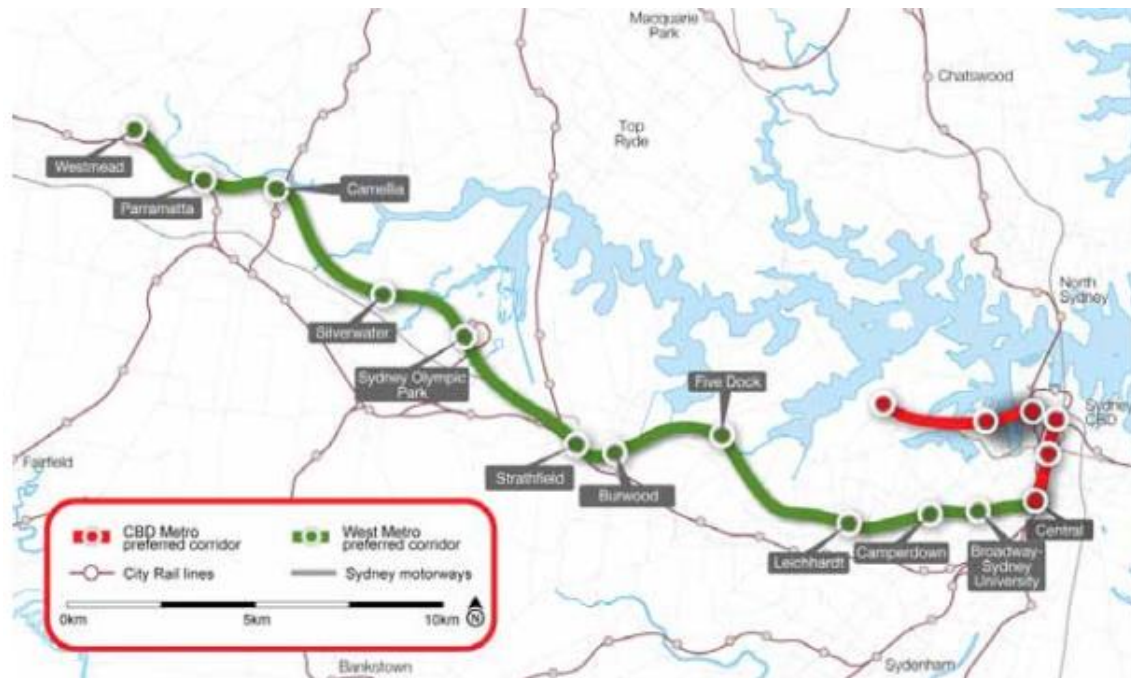 Macquarie
Park
Chatswood
Top
Ryde
Westmead
Parramatta
Camellia
Silverwater
North
Sydney
Sydney Olympic
Park
Five Dock
Sydney
CBD
Strathfield
Burwood
Fairfield
Leichhardt
Camperdown
Broadway-
Sydney
University
Central
CBD Metro
preferred corridor
West Metro
preferred corridor
City Rail lines
Sydney motorways
0km
5km
10km
N
Bankstown
Sydenham